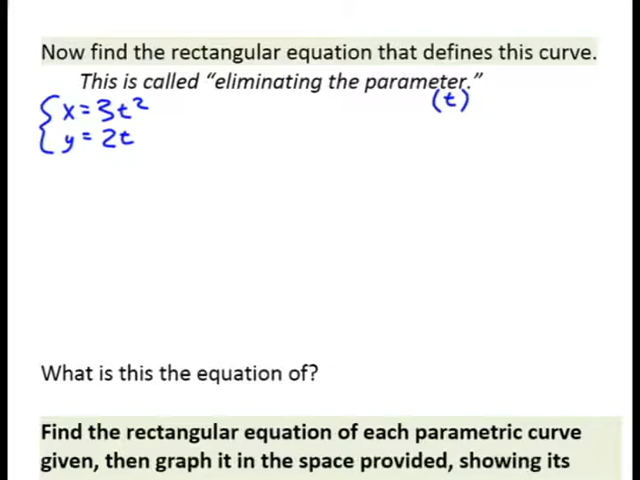 Now find the rectangular equation that defines this curve.
This is called “eliminating the parameter.”
(t)
x = 3t²
y = 2t
What is this the equation of?
Find the rectangular equation of each parametric curve
given, then graph it in the space provided, showing its